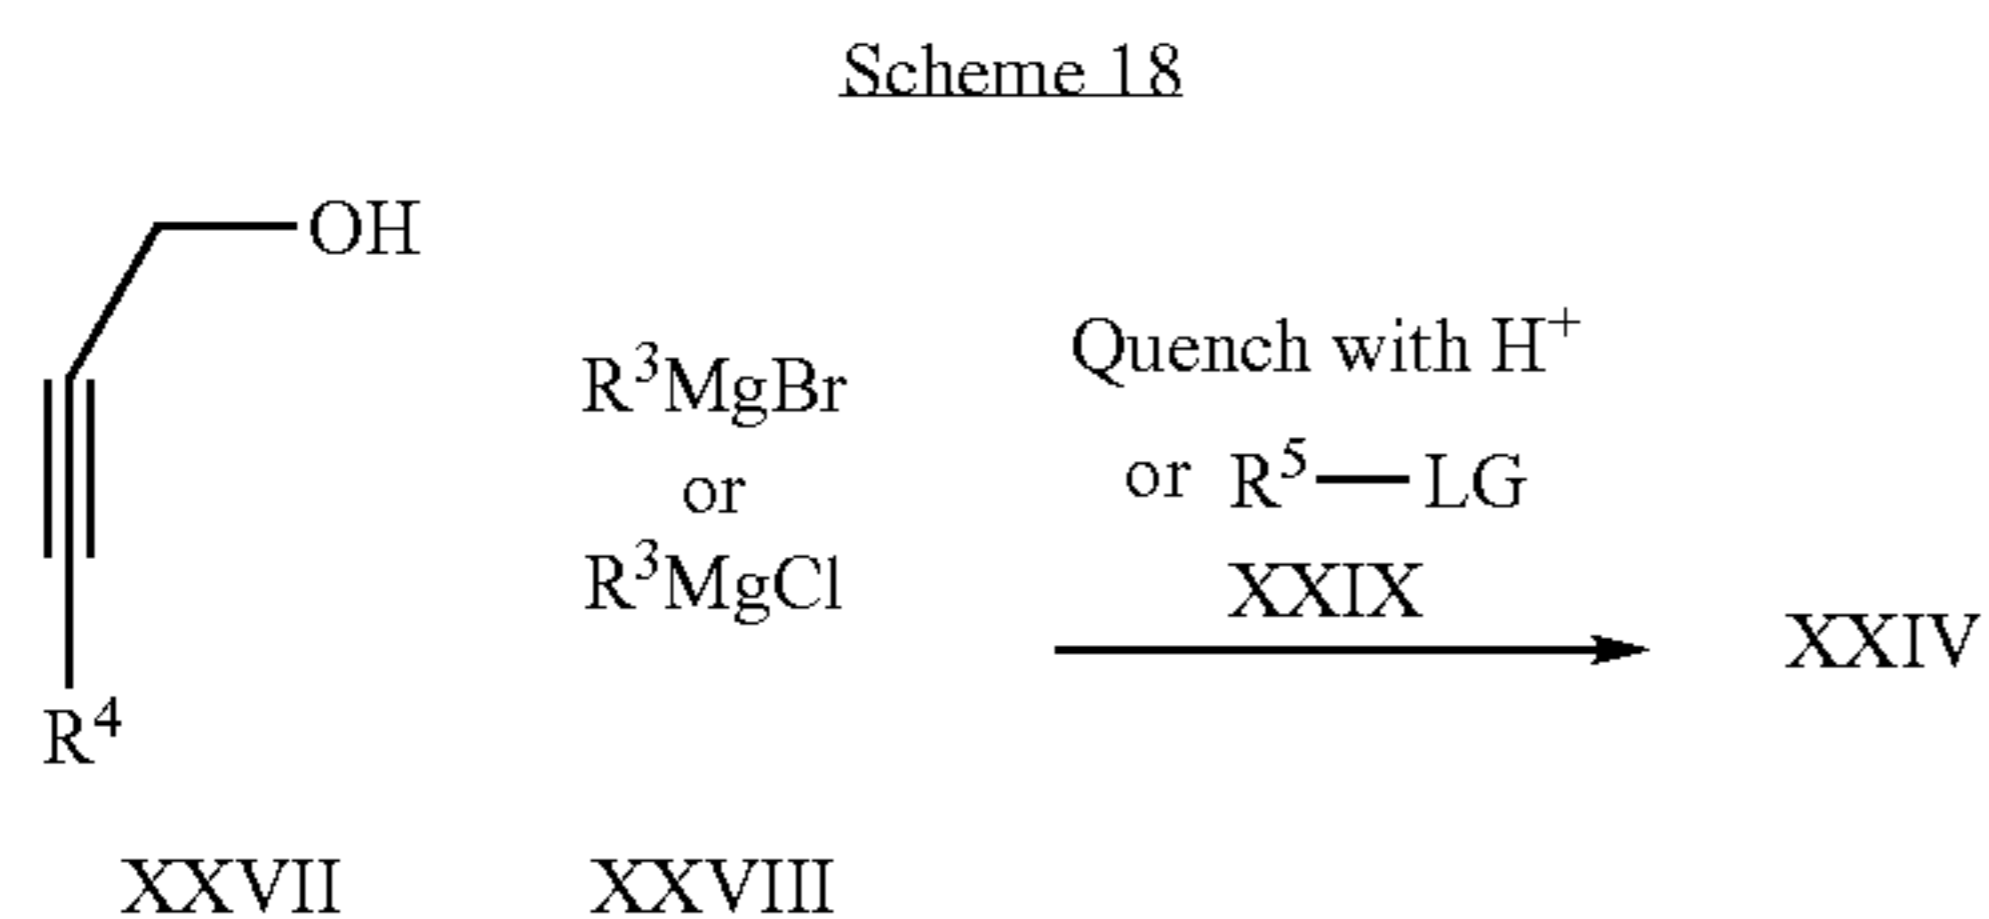 Scheme 18
OH
R⁴
XXVII
R³MgBr
or
R³MgCl
XXVIII
Quench with H⁺
or R⁵—LG
XXIX
XXIV